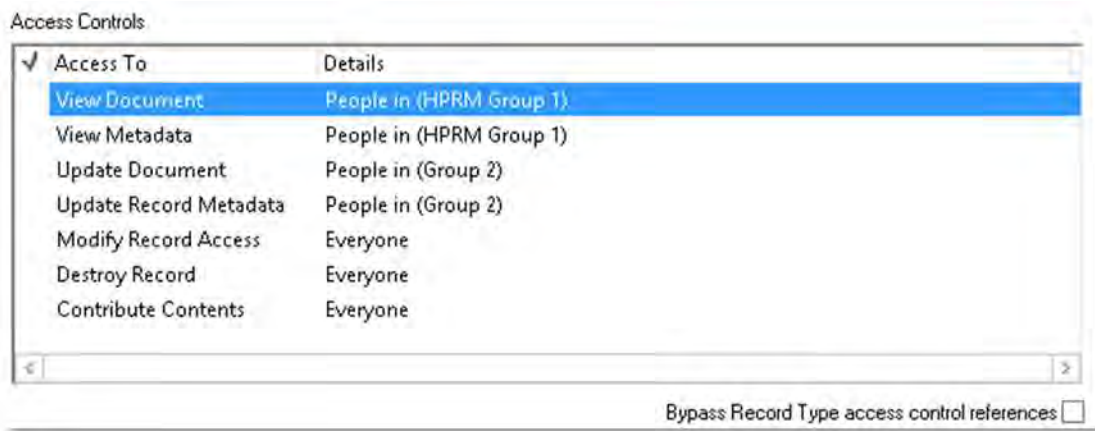 Access Controls
Access To Details
View Document People in (HPRM Group 1)
View Metadata People in (HPRM Group 1)
Update Document People in (Group 2)
Update Record Metadata People in (Group 2)
Modify Record Access Everyone
Destroy Record Everyone
Contribute Contents Everyone
Bypass Record Type access control references